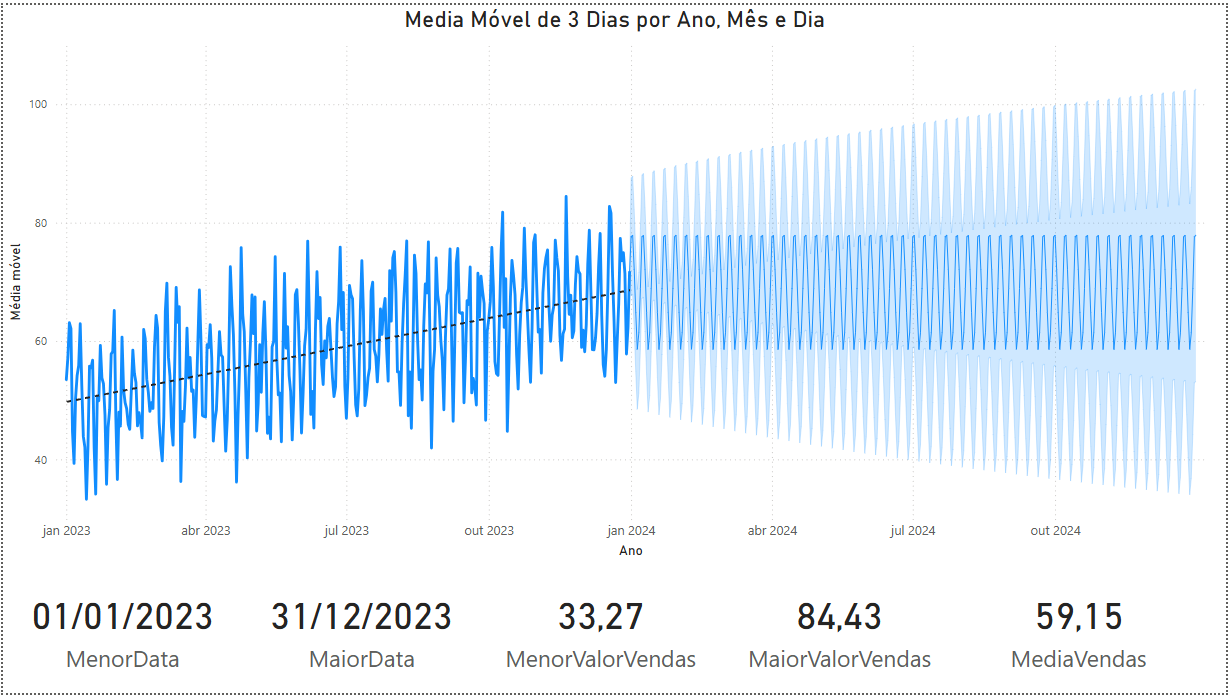 Media Móvel de 3 Dias por Ano, Mês e Dia
Média móvel
100
80
60
40
jan 2023
abr 2023
jul 2023
out 2023
jan 2024
abr 2024
jul 2024
out 2024
Ano
01/01/2023
MenorData
31/12/2023
MaiorData
33,27
MenorValorVendas
84,43
MaiorValorVendas
59,15
MediaVendas